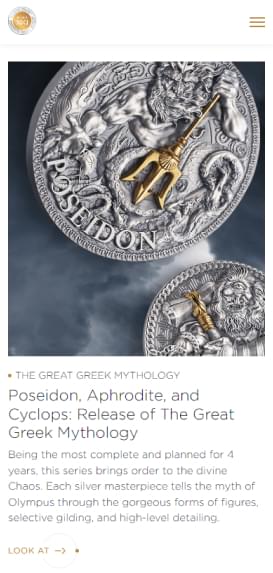 POSEIDON
THE GREAT GREEK MYTHOLOGY
Poseidon, Aphrodite, and
Cyclops: Release of The Great
Greek Mythology
Being the most complete and planned for 4
years, this series brings order to the divine
Chaos. Each silver masterpiece tells the myth of
Olympus through the gorgeous forms of figures,
selective gilding, and high-level detailing.
LOOK AT